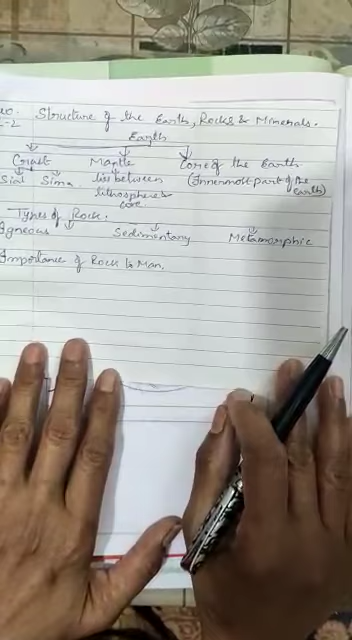 Structure of the Earth, Rocks & Minerals.
Earth
Crust Mantle Core of the Earth
Sial Sima lies between (Innermost part of the Earth)
lithosphere &
core
Types of Rock.
Igneous Sedimentary Metamorphic
Importance of Rock to Man.